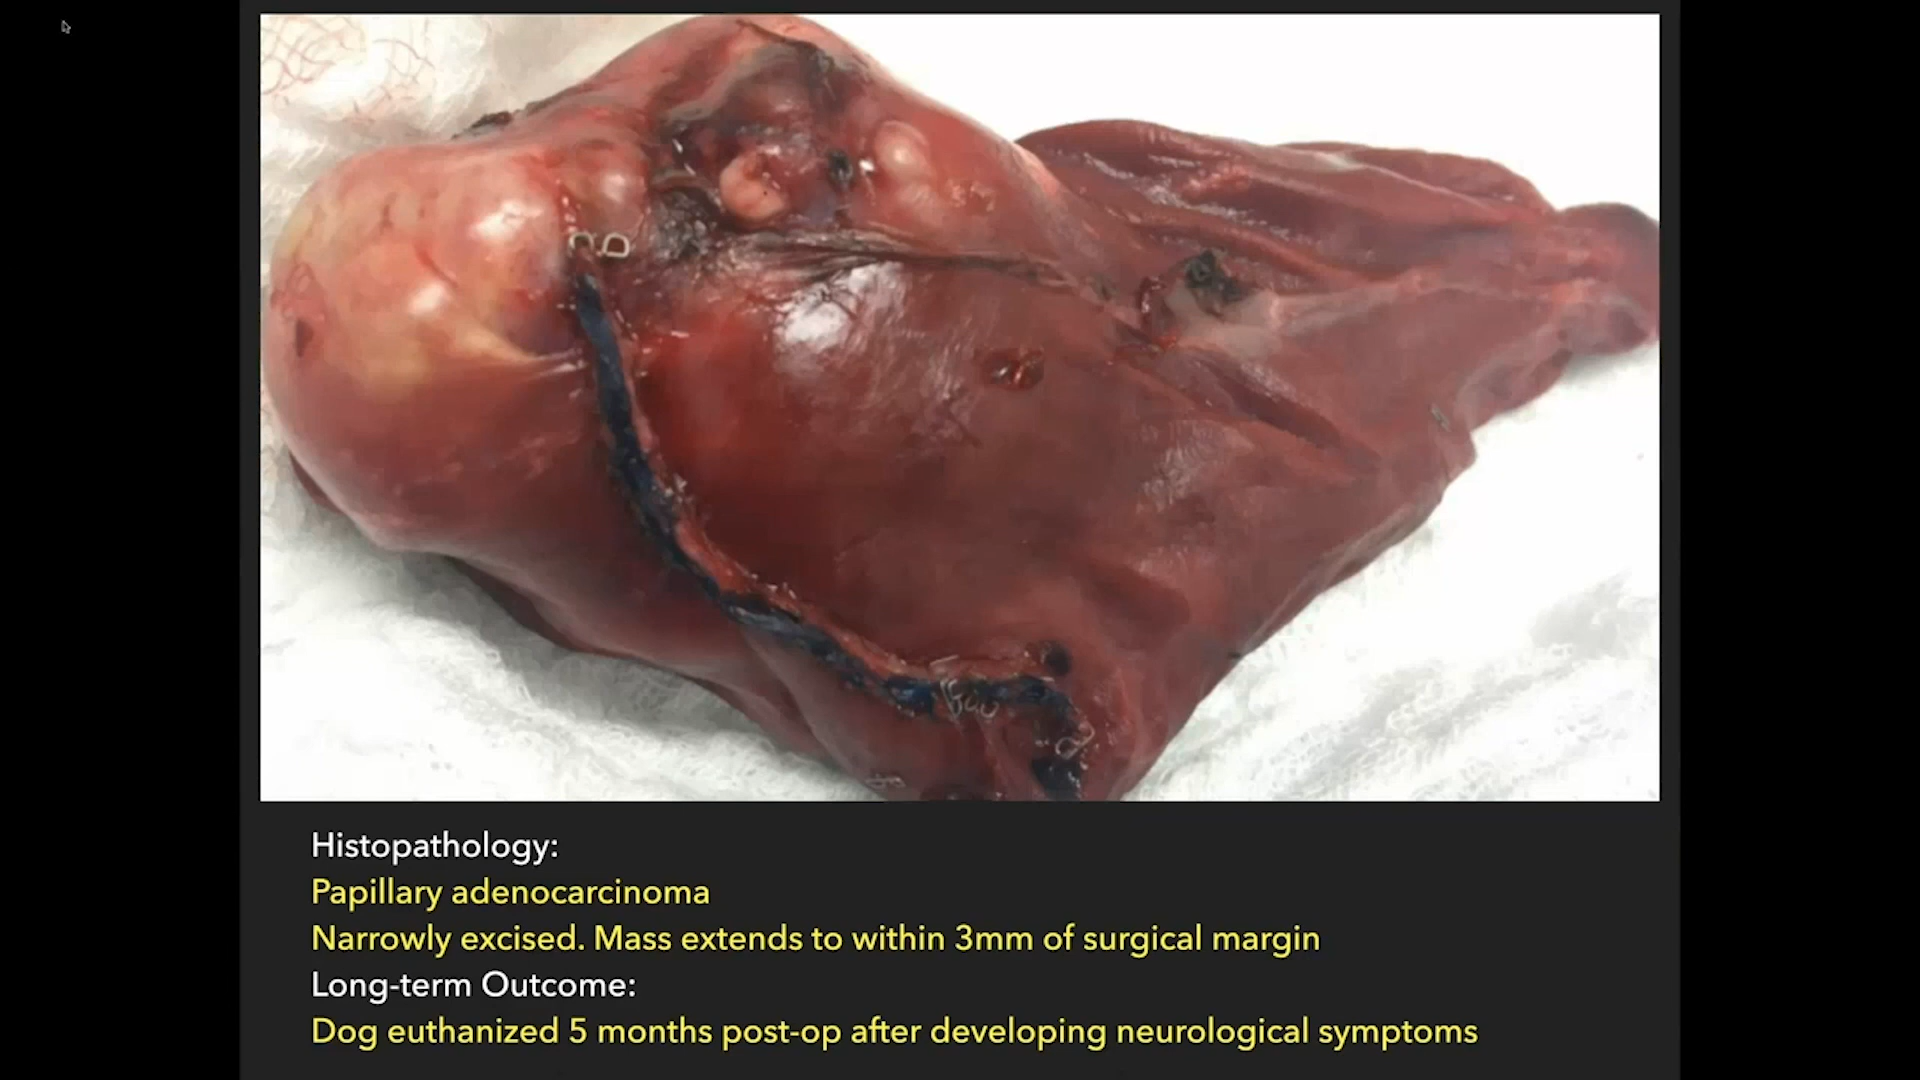 Histopathology:
Papillary adenocarcinoma
Narrowly excised. Mass extends to within 3mm of surgical margin
Long-term Outcome:
Dog euthanized 5 months post-op after developing neurological symptoms